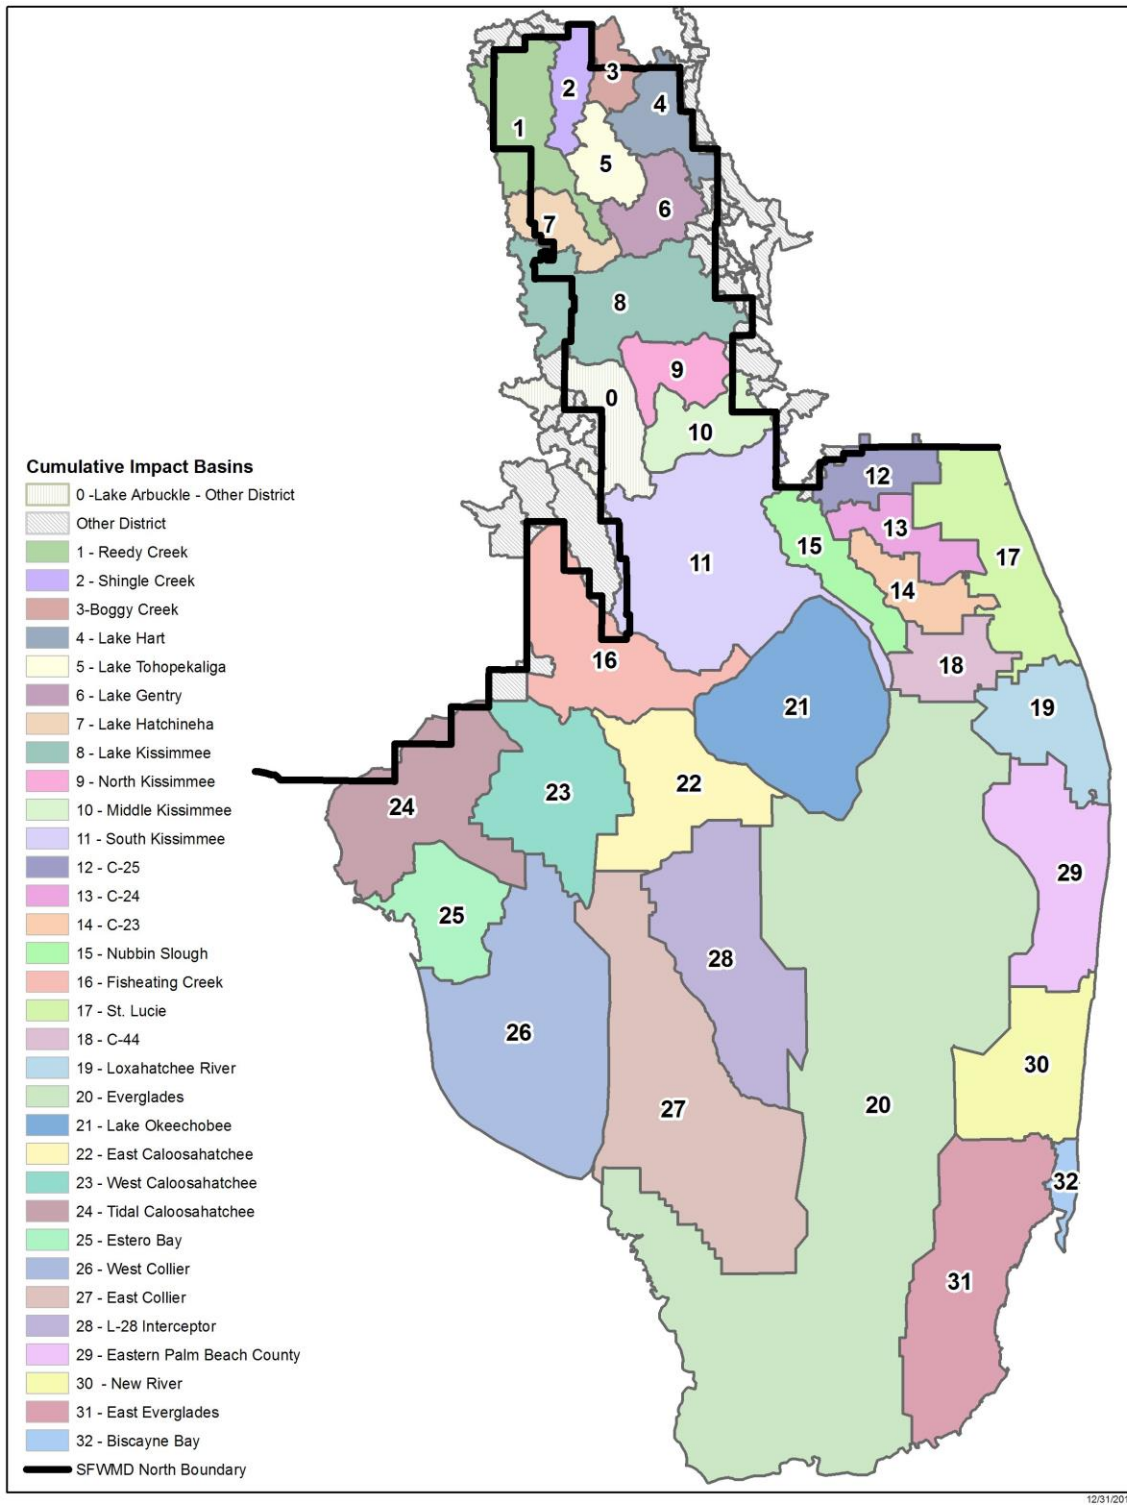 1
2
3
4
5
6
7
8
9
0
10
12
13
11
15
17
14
16
18
21
19
22
23
24
29
25
28
26
30
20
27
32
31
Cumulative Impact Basins
0 -Lake Arbuckle - Other District
Other District
1 - Reedy Creek
2 - Shingle Creek
3-Boggy Creek
4 - Lake Hart
5 - Lake Tohopekaliga
6 - Lake Gentry
7 - Lake Hatchineha
8 - Lake Kissimmee
9 - North Kissimmee
10 - Middle Kissimmee
11 - South Kissimmee
12 - C-25
13 - C-24
14 - C-23
15 - Nubbin Slough
16 - Fisheating Creek
17 - St. Lucie
18 - C-44
19 - Loxahatchee River
20 - Everglades
21 - Lake Okeechobee
22 - East Caloosahatchee
23 - West Caloosahatchee
24 - Tidal Caloosahatchee
25 - Estero Bay
26 - West Collier
27 - East Collier
28 - L-28 Interceptor
29 - Eastern Palm Beach County
30 - New River
31 - East Everglades
32 - Biscayne Bay
SFWMD North Boundary